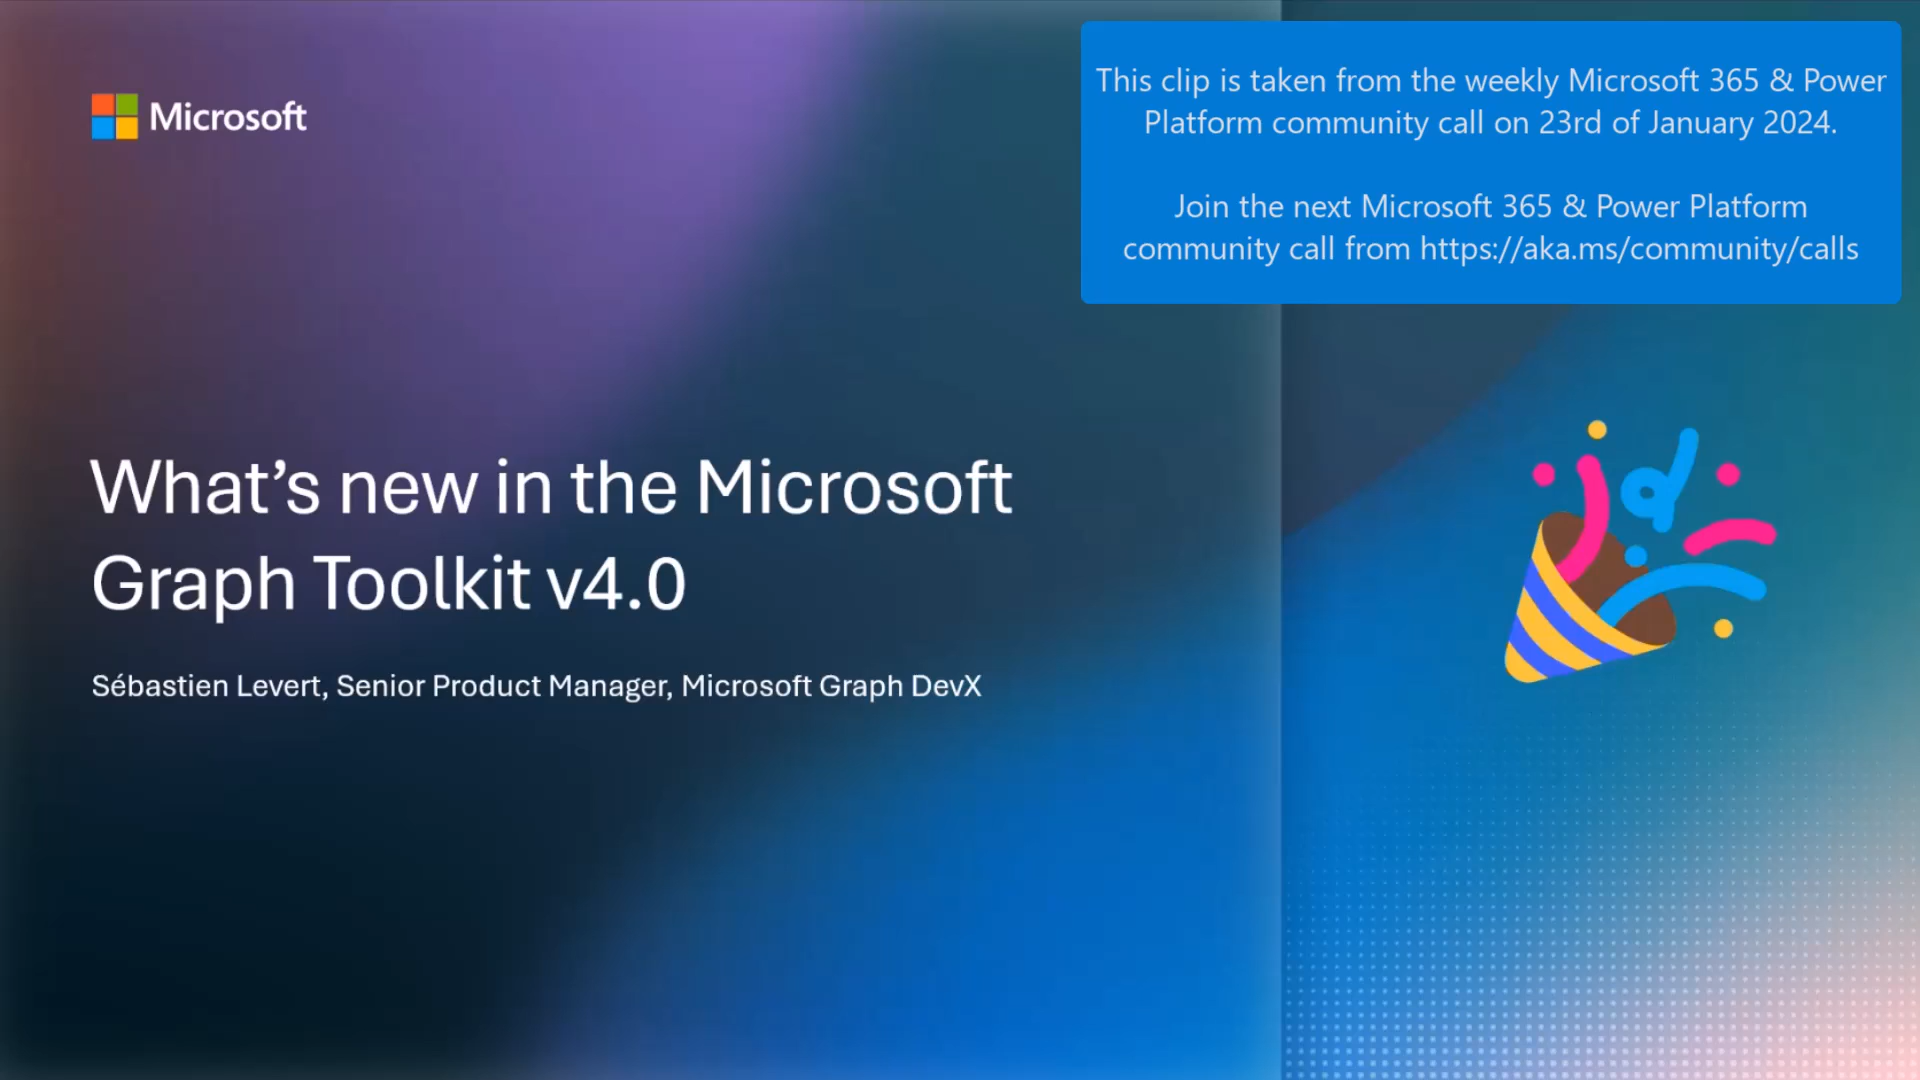 Microsoft
This clip is taken from the weekly Microsoft 365 & Power
Platform community call on 23rd of January 2024.
Join the next Microsoft 365 & Power Platform
community call from https://aka.ms/community/calls
What’s new in the Microsoft
Graph Toolkit v4.0
Sébastien Levert, Senior Product Manager, Microsoft Graph DevX